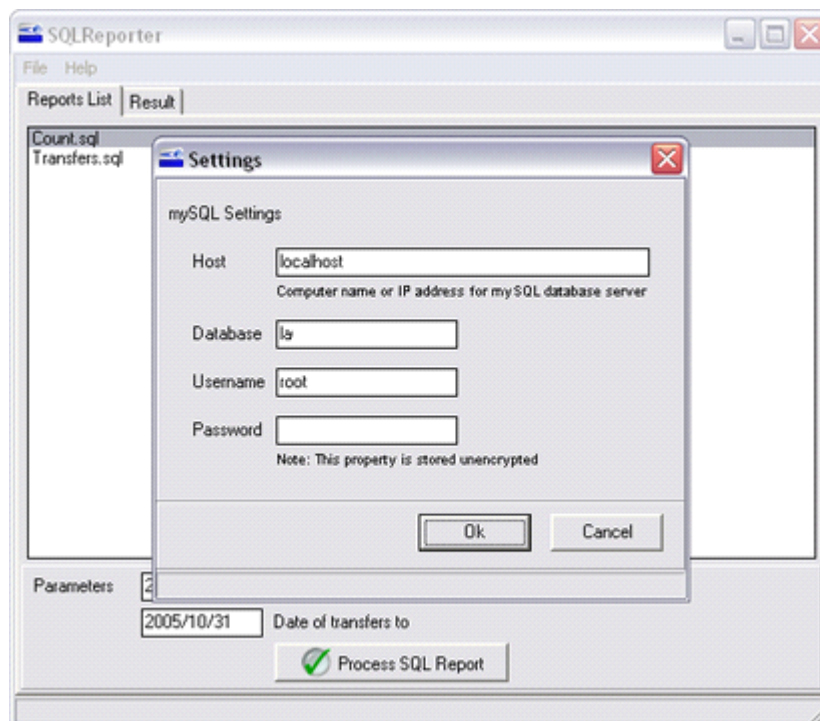 SQLReporter
File Help
Reports List Result
Count.sql
Transfers.sql
Settings
mySQL Settings
Host localhost
Computer name or IP address for mySQL database server
Database la
Username root
Password
Note: This property is stored unencrypted
Ok Cancel
Parameters 2
2005/10/31 Date of transfers to
Process SQL Report